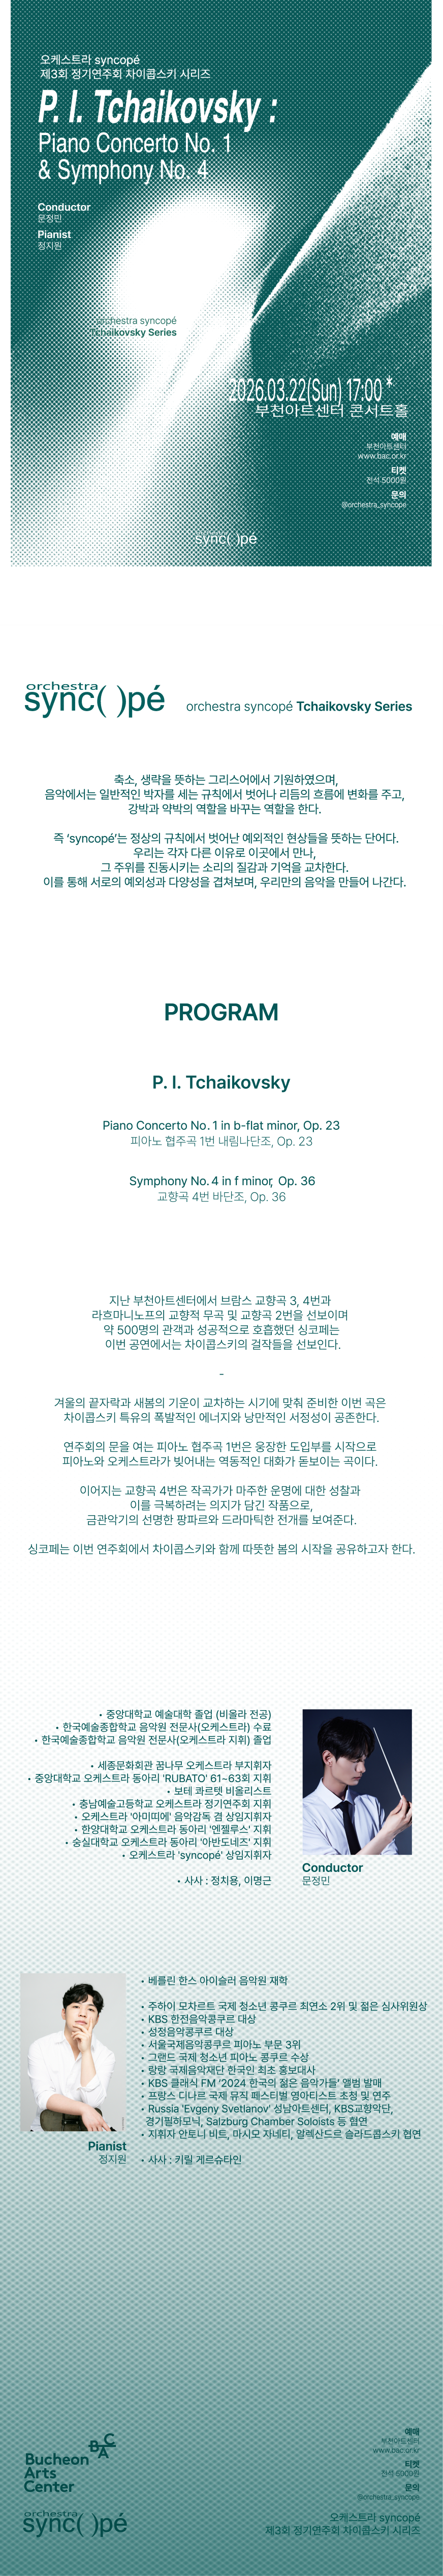 오케스트라 syncopé
제3회 정기연주회 차이콥스키 시리즈
P. I. Tchaikovsky :
Piano Concerto No. 1
& Symphony No. 4
Conductor
문정민
Pianist
정지원
orchestra syncopé
Tchaikovsky Series
2026.03.22(Sun) 17:00 *
부천아트센터 콘서트홀
예매
부천아트센터
www.bac.or.kr
티켓
전석 5000원
문의
@orchestra_syncope
sync( )pé
orchestra
sync( )pé
orchestra syncopé Tchaikovsky Series
축소, 생략을 뜻하는 그리스어에서 기원하였으며,
음악에서는 일반적인 박자를 세는 규칙에서 벗어나 리듬의 흐름에 변화를 주고,
강박과 약박의 역할을 바꾸는 역할을 한다.
즉 ‘syncopé’는 정상의 규칙에서 벗어난 예외적인 현상들을 뜻하는 단어다.
우리는 각자 다른 이유로 이곳에서 만나,
그 주위를 진동시키는 소리의 질감과 기억을 교차한다.
이를 통해 서로의 예외성과 다양성을 겹쳐보며, 우리만의 음악을 만들어 나간다.
PROGRAM
P. I. Tchaikovsky
Piano Concerto No. 1 in b-flat minor, Op. 23
피아노 협주곡 1번 내림나단조, Op. 23
Symphony No. 4 in f minor, Op. 36
교향곡 4번 바단조, Op. 36
지난 부천아트센터에서 브람스 교향곡 3, 4번과
라흐마니노프의 교향적 무곡 및 교향곡 2번을 선보이며
약 500명의 관객과 성공적으로 호흡했던 싱코페는
이번 공연에서는 차이콥스키의 걸작들을 선보인다.
-
겨울의 끝자락과 새봄의 기운이 교차하는 시기에 맞춰 준비한 이번 곡은
차이콥스키 특유의 폭발적인 에너지와 낭만적인 서정성이 공존한다.
연주회의 문을 여는 피아노 협주곡 1번은 웅장한 도입부를 시작으로
피아노와 오케스트라가 빚어내는 역동적인 대화가 돋보이는 곡이다.
이어지는 교향곡 4번은 작곡가가 마주한 운명에 대한 성찰과
이를 극복하려는 의지가 담긴 작품으로,
금관악기의 선명한 팡파르와 드라마틱한 전개를 보여준다.
싱코페는 이번 연주회에서 차이콥스키와 함께 따뜻한 봄의 시작을 공유하고자 한다.
• 중앙대학교 예술대학 졸업 (비올라 전공)
• 한국예술종합학교 음악원 전문사(오케스트라) 수료
• 한국예술종합학교 음악원 전문사(오케스트라 지휘) 졸업
• 세종문화회관 꿈나무 오케스트라 부지휘자
• 중앙대학교 오케스트라 동아리 'RUBATO' 61~63회 지휘
• 보테 콰르텟 비올리스트
• 충남예술고등학교 오케스트라 정기연주회 지휘
• 오케스트라 '아미띠에' 음악감독 겸 상임지휘자
• 한양대학교 오케스트라 동아리 '엔젤루스' 지휘
• 숭실대학교 오케스트라 동아리 '아반도네즈' 지휘
• 오케스트라 'syncopé' 상임지휘자
• 사사 : 정치용, 이명근
Conductor
문정민
• 베를린 한스 아이슬러 음악원 재학
• 주하이 모차르트 국제 청소년 콩쿠르 최연소 2위 및 젊은 심사위원상
• KBS 한전음악콩쿠르 대상
• 성정음악콩쿠르 대상
• 서울국제음악콩쿠르 피아노 부문 3위
• 그랜드 국제 청소년 피아노 콩쿠르 수상
• 랑랑 국제음악재단 한국인 최초 홍보대사
• KBS 클래식 FM ‘2024 한국의 젊은 음악가들’ 앨범 발매
• 프랑스 디나르 국제 뮤직 페스티벌 영아티스트 초청 및 연주
• Russia 'Evgeny Svetlanov' 성남아트센터, KBS교향악단,
경기필하모닉, Salzburg Chamber Soloists 등 협연
• 지휘자 안토니 비트, 마시모 자네티, 알렉산드르 슬라드콥스키 협연
• 사사 : 키릴 게르슈타인
Pianist
정지원
BAC
Bucheon
Arts
Center
orchestra
sync( )pé
예매
부천아트센터
www.bac.or.kr
티켓
전석 5000원
문의
@orchestra_syncope
오케스트라 syncopé
제3회 정기연주회 차이콥스키 시리즈